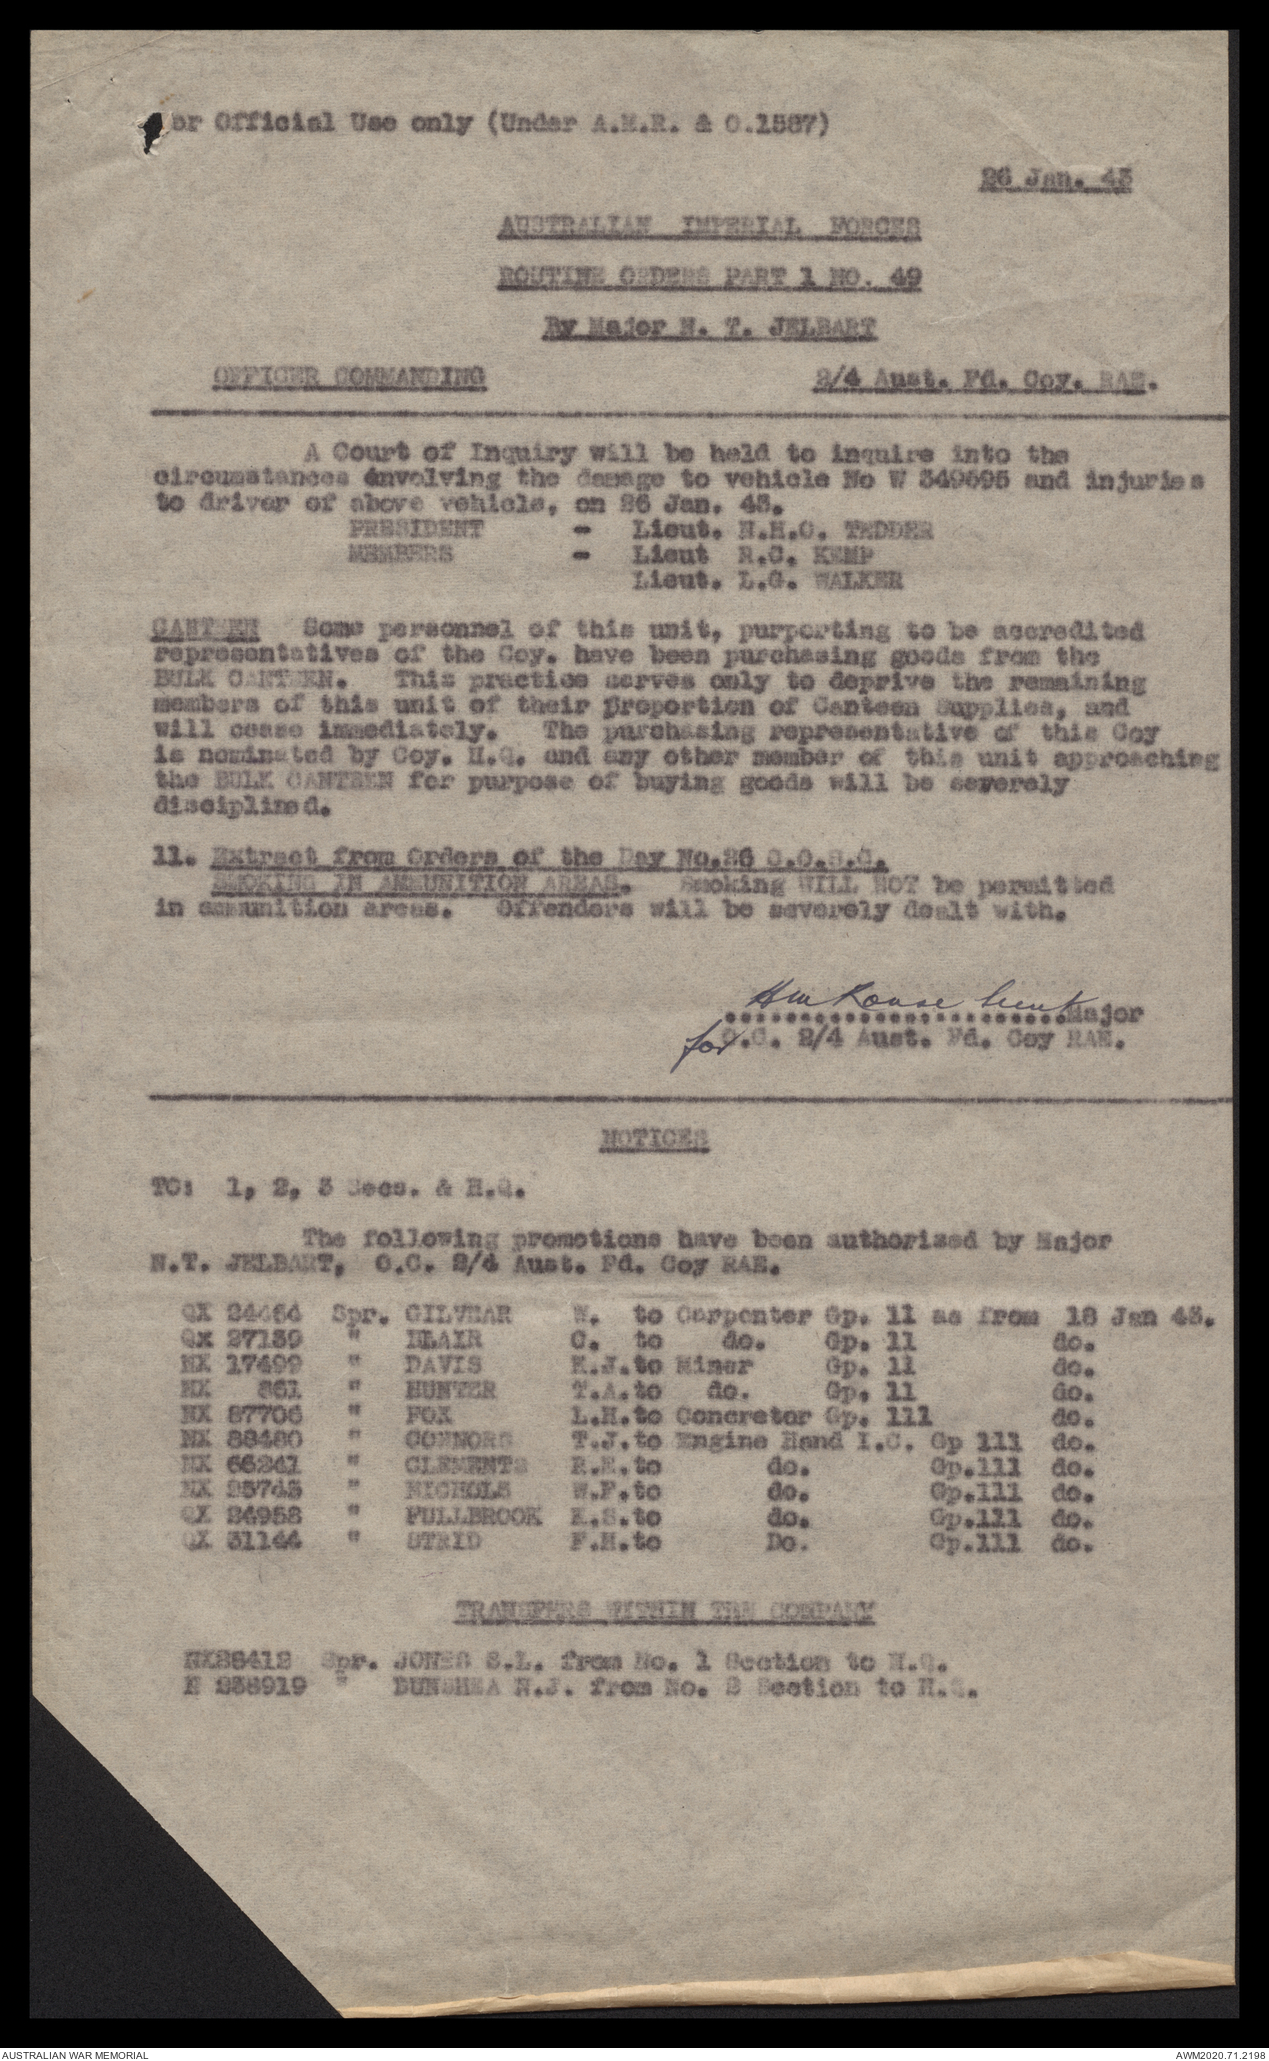 or Official Use only (Under A.M.R. & O.1587)
26 Jan. 43
AUSTRALIAN IMPERIAL FORCES
ROUTINE ORDERS PART 1 NO. 49
By Major N. T. JELBART
OFFICER COMMANDING 2/4 Aust. Fd. Coy. RAE.
A Court of Inquiry will be held to inquire into the
circumstances involving the damage to vehicle No W 349695 and injuries
to driver of above vehicle, on 26 Jan. 43.
PRESIDENT - Lieut. N.H.O. TEDDER
MEMBERS - Lieut R.C. KEMP
Lieut. L.G. WALKER
CANTEEN Some personnel of this unit, purporting to be accredited
representatives of the Coy. have been purchasing goods from the
BULK CANTEEN. This practice serves only to deprive the remaining
members of this unit of their proportion of Canteen Supplies, and
will cease immediately. The purchasing representative of this Coy
is nominated by Coy. H.Q. and any other member of this unit approaching
the BULK CANTEEN for purpose of buying goods will be severely
disciplined.
11. Extract from Orders of the Day No.26 C.O.S.C.
SMOKING IN AMMUNITION AREAS. Smoking WILL NOT be permitted
in ammunition areas. Offenders will be severely dealt with.
Rouse Lieut
.......................Major
for O.C. 2/4 Aust. Fd. Coy RAE.
NOTICES
TO: 1, 2, 3 Secs. & H.Q.
The following promotions have been authorised by Major
N.T. JELBART, O.C. 2/4 Aust. Fd. Coy RAE.
QX 24464 Spr. GILVEAR W. to Carpenter Gp. 11 as from 18 Jan 43.
QX 27139 " BLAIR C. to do. Gp. 11 do.
NX 17499 " DAVIS K.J.to Miner Gp. 11 do.
NX 861 " HUNTER T.A.to do. Gp. 11 do.
NX 87706 " FOX L.H.to Concretor Gp. 111 do.
NX 88480 " CONNORS T.J.to Engine Hand I.C. Gp 111 do.
NX 66241 " CLEMENTS R.E.to do. Gp.111 do.
NX 25743 " NICHOLS W.F.to do. Gp.111 do.
QX 24958 " FULLBROOK K.S.to do. Gp.111 do.
QX 31144 " STRID F.H.to Do. Gp.111 do.
TRANSFERS WITHIN THE COMPANY
NX26412 Spr. JONES S.L. from No. 1 Section to H.Q.
N 238919 " DUNSHEA N.J. from No. 2 Section to H.Q.
AUSTRALIAN WAR MEMORIAL AWM2020.71.2198